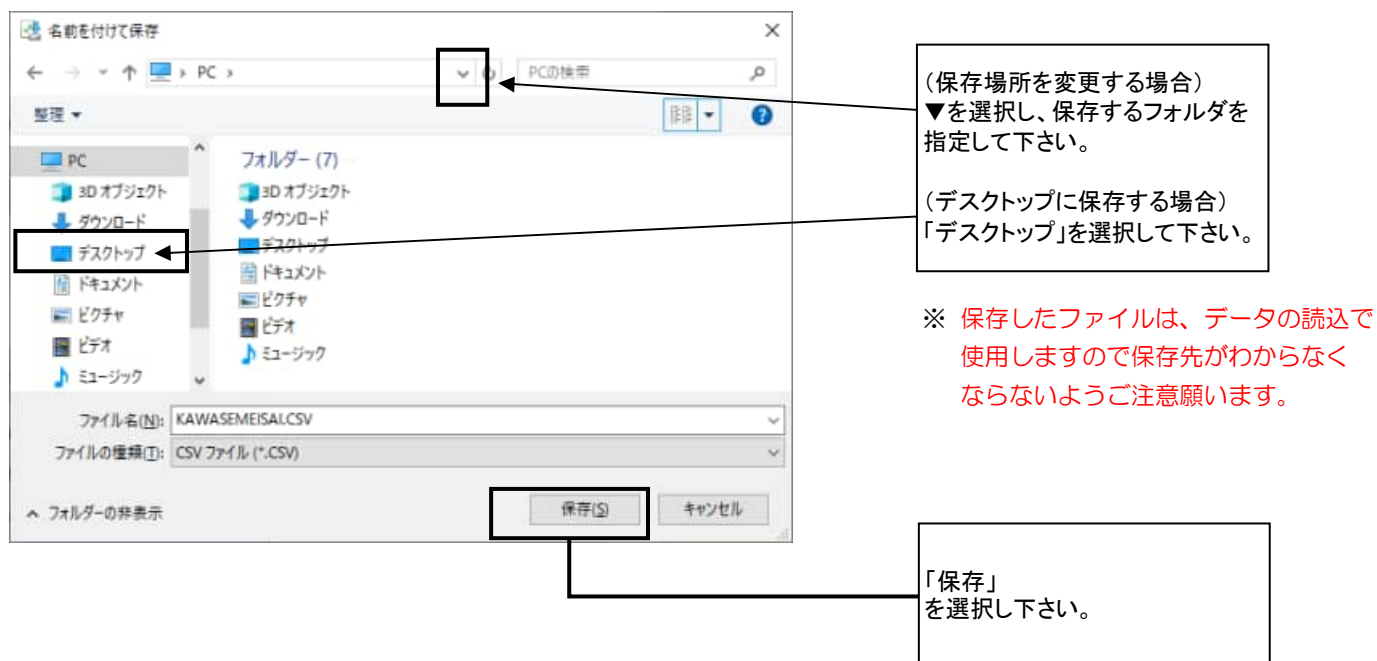 名前を付けて保存
PC
PCの検索
整理
PC
3D オブジェクト
ダウンロード
デスクトップ
ドキュメント
ピクチャ
ビデオ
ミュージック
フォルダー (7)
3D オブジェクト
ダウンロード
デスクトップ
ドキュメント
ピクチャ
ビデオ
ミュージック
ファイル名(N): KAWASEMEISAI.CSV
ファイルの種類(T): CSV ファイル (*.CSV)
フォルダーの非表示
保存(S)
キャンセル
(保存場所を変更する場合)
▼を選択し、保存するフォルダを
指定して下さい。
(デスクトップに保存する場合)
「デスクトップ」を選択して下さい。
※ 保存したファイルは、データの読込で
使用しますので保存先がわからなく
ならないようご注意願います。
「保存」
を選択し下さい。